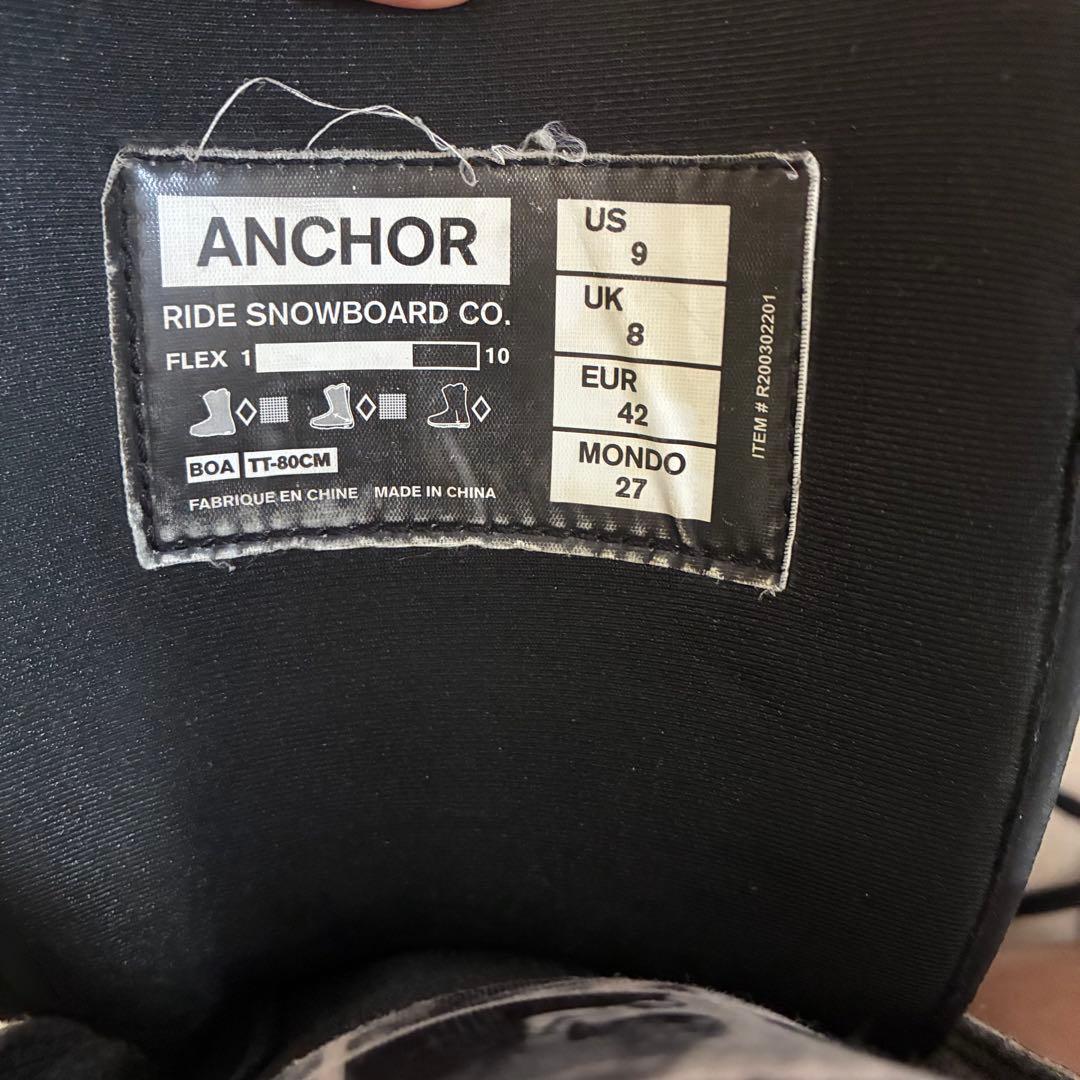 ANCHOR
RIDE SNOWBOARD CO.
FLEX 1 10
BOA TT-80CM
FABRIQUE EN CHINE MADE IN CHINA
US
9
UK
8
EUR
42
MONDO
27
ITEM # R200302201